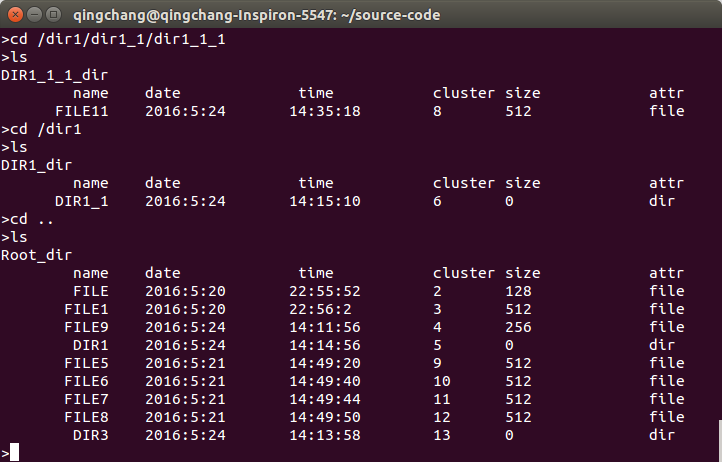 qingchang@qingchang-Inspiron-5547: ~/source-code
>cd /dir1/dir1_1/dir1_1_1
>ls
DIR1_1_1_dir
name date time cluster size attr
FILE11 2016:5:24 14:35:18 8 512 file
>cd /dir1
>ls
DIR1_dir
name date time cluster size attr
DIR1_1 2016:5:24 14:15:10 6 0 dir
>cd ..
>ls
Root_dir
name date time cluster size attr
FILE 2016:5:20 22:55:52 2 128 file
FILE1 2016:5:20 22:56:2 3 512 file
FILE9 2016:5:24 14:11:56 4 256 file
DIR1 2016:5:24 14:14:56 5 0 dir
FILE5 2016:5:21 14:49:20 9 512 file
FILE6 2016:5:21 14:49:40 10 512 file
FILE7 2016:5:21 14:49:44 11 512 file
FILE8 2016:5:21 14:49:50 12 512 file
DIR3 2016:5:24 14:13:58 13 0 dir
>